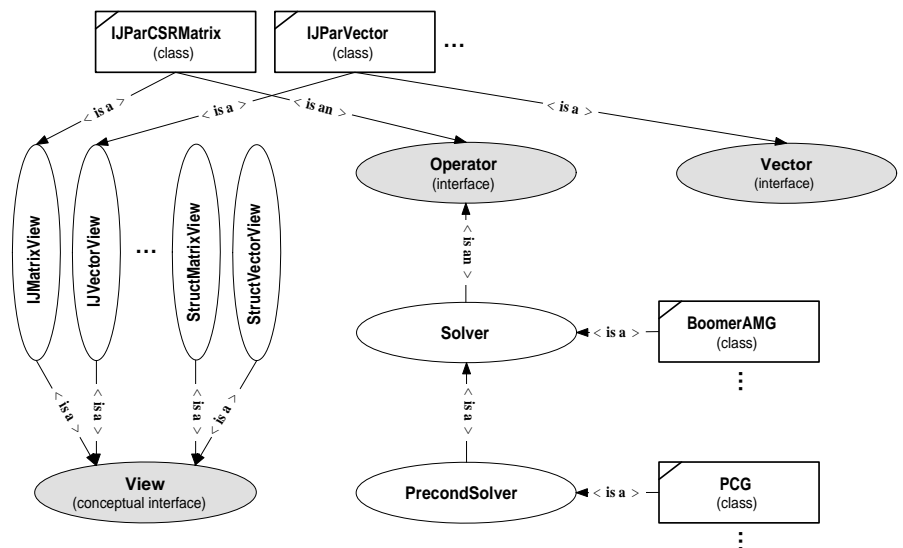 IJParCSRMatrix
(class)
IJParVector
(class)
...
< is a >
< is a >
< is an >
< is a >
IJMatrixView
IJVectorView
...
StructMatrixView
StructVectorView
Operator
(interface)
Vector
(interface)
< is an >
Solver
< is a >
BoomerAMG
(class)
...
< is a >
< is a >
< is a >
< is a >
< is a >
View
(conceptual interface)
PrecondSolver
< is a >
PCG
(class)
...